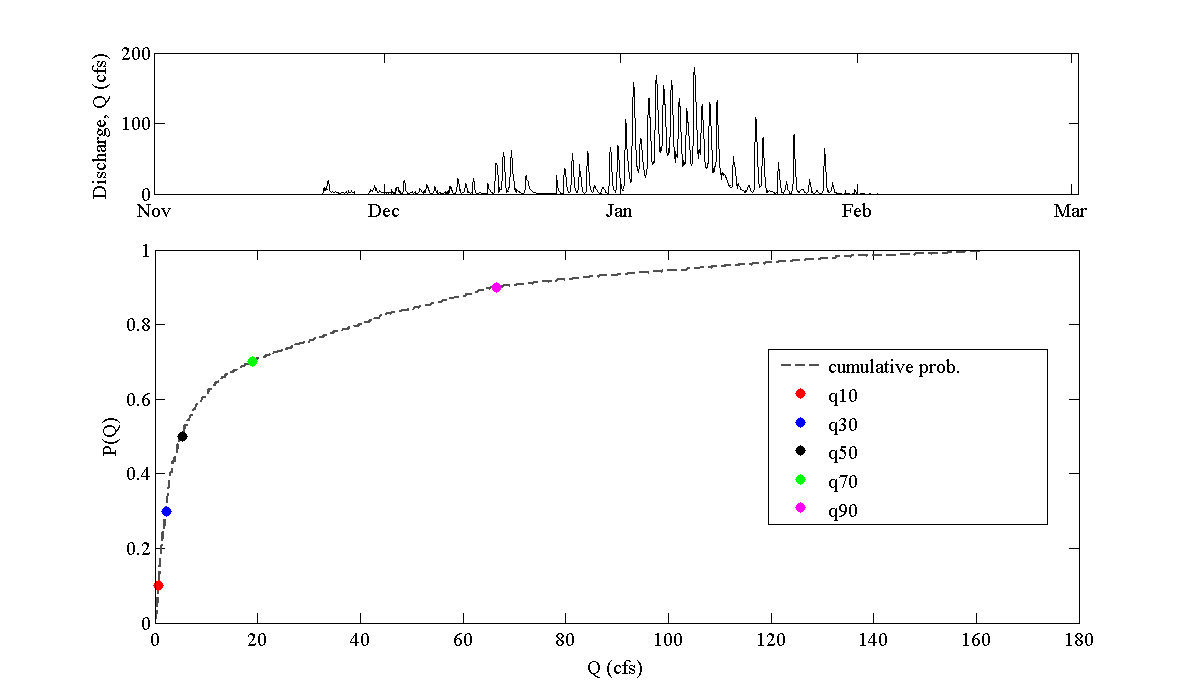 Discharge, Q (cfs)
200
100
0
Nov Dec Jan Feb Mar
P(Q)
1
0.8
0.6
0.4
0.2
0
0 20 40 60 80 100 120 140 160 180
Q (cfs)
cumulative prob.
q10
q30
q50
q70
q90